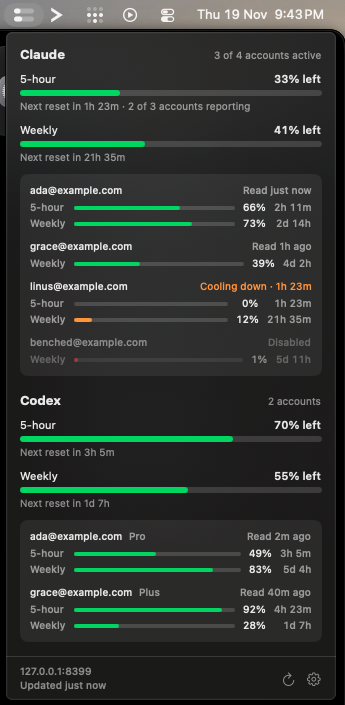 Thu 19 Nov 9:43 PM
Claude 3 of 4 accounts active
5-hour 33% left
Next reset in 1h 23m · 2 of 3 accounts reporting
Weekly 41% left
Next reset in 21h 35m
ada@example.com Read just now
5-hour 66% 2h 11m
Weekly 73% 2d 14h
grace@example.com Read 1h ago
Weekly 39% 4d 2h
linus@example.com Cooling down · 1h 23m
5-hour 0% 1h 23m
Weekly 12% 21h 35m
benched@example.com Disabled
Weekly 1% 5d 11h
Codex 2 accounts
5-hour 70% left
Next reset in 3h 5m
Weekly 55% left
Next reset in 1d 7h
ada@example.com Pro Read 2m ago
5-hour 49% 3h 5m
Weekly 83% 5d 4h
grace@example.com Plus Read 40m ago
5-hour 92% 4h 23m
Weekly 28% 1d 7h
127.0.0.1:8399
Updated just now